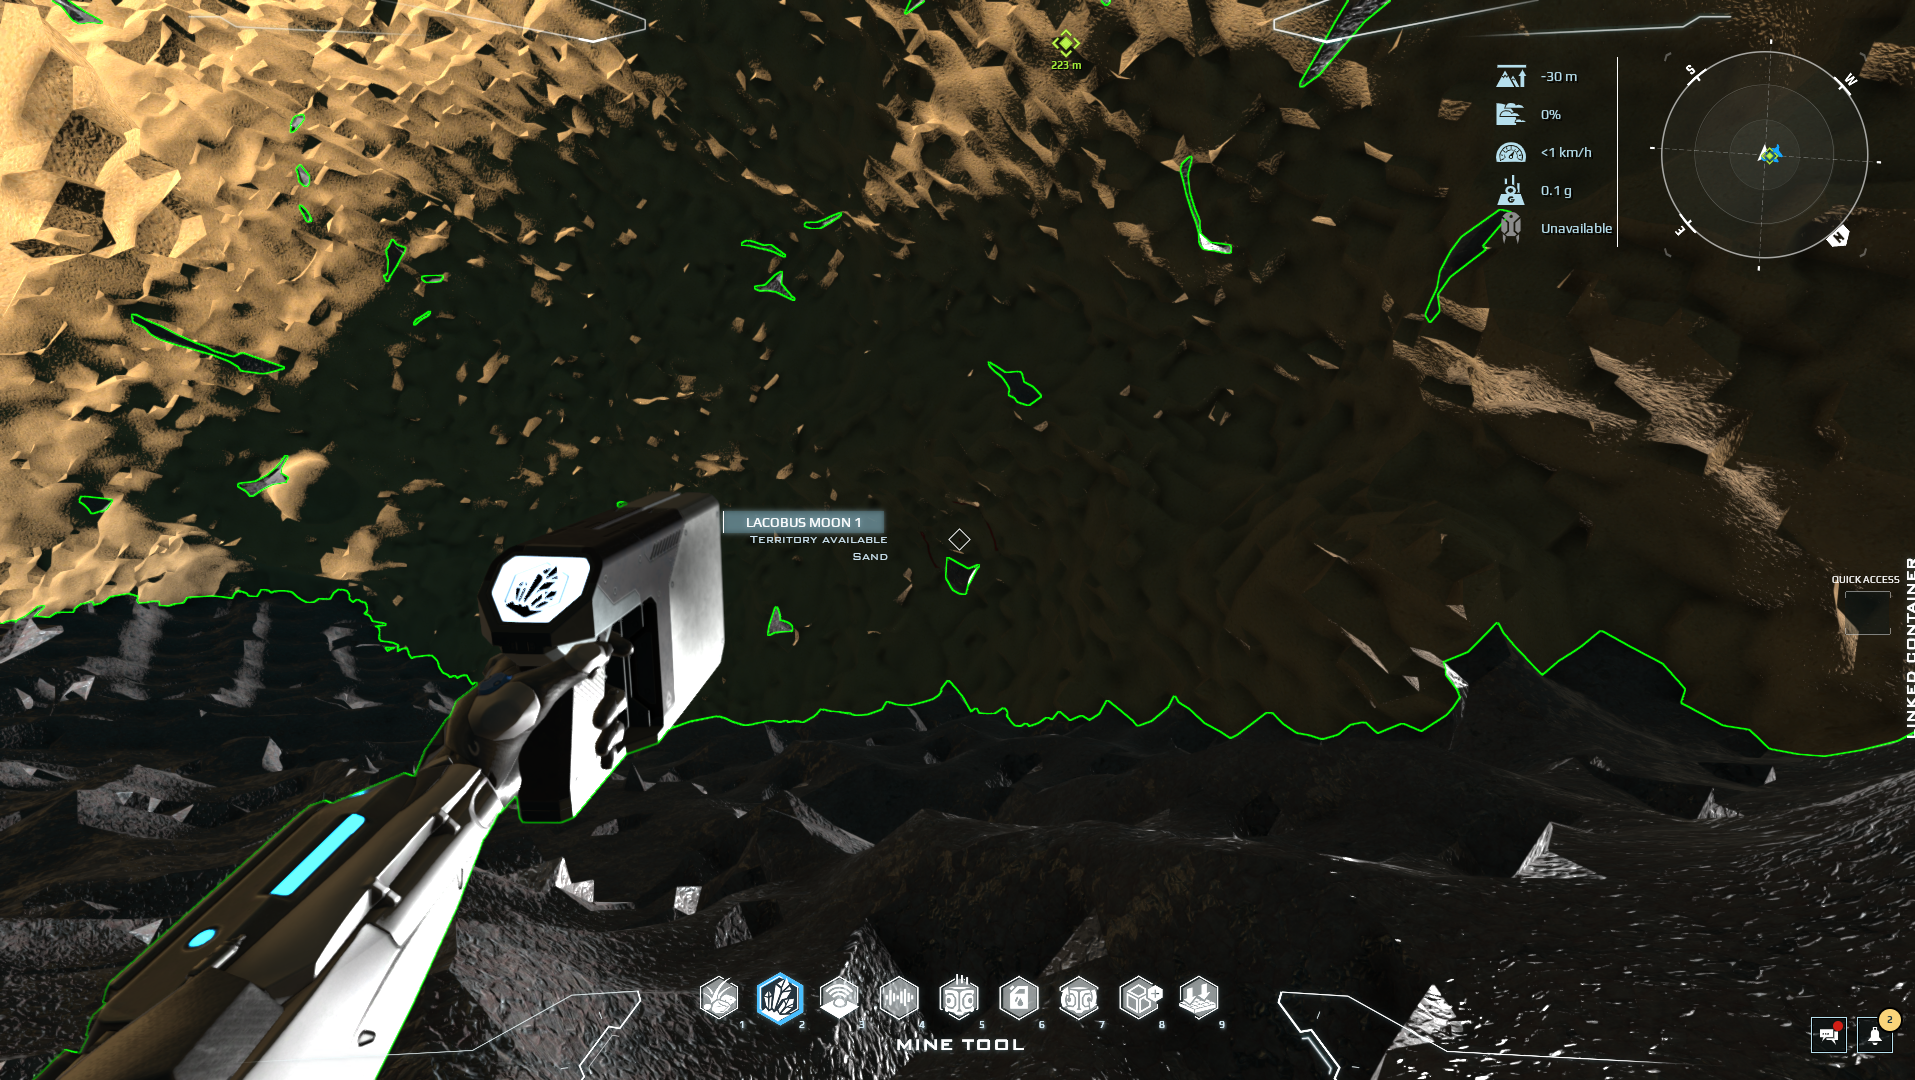 223 m
-30 m
0%
<1 km/h
0.1 g
Unavailable
S
W
E
N
G
LACOBUS MOON 1
TERRITORY AVAILABLE
SAND
QUICK ACCESS
LINKED CONTAINER
1 2 3 4 5 6 7 8 9
MINE TOOL
2